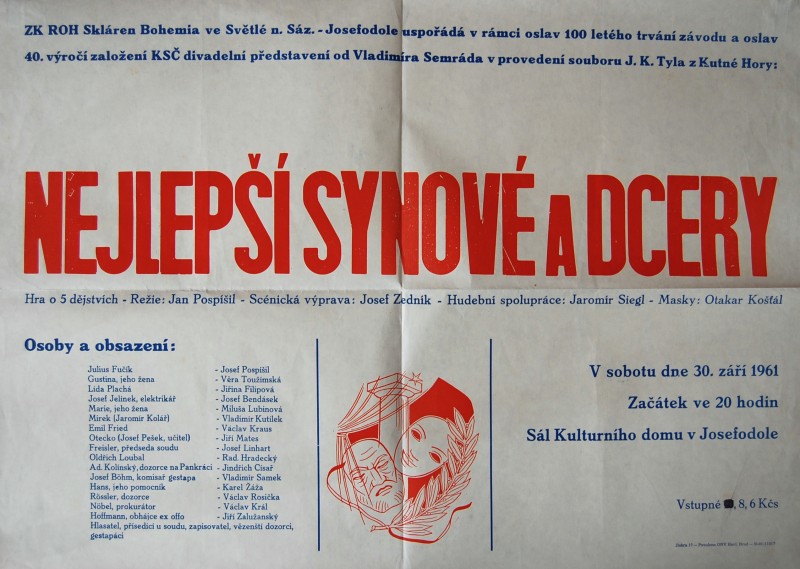 ZK ROH Skláren Bohemia ve Světlé n. Sáz. - Josefodole uspořádá v rámci oslav 100 letého trvání závodu a oslav
40. výročí založení KSČ divadelní představení od Vladimíra Semráda v provedení souboru J. K. Tyla z Kutné Hory:
NEJLEPŠÍ SYNOVÉ A DCERY
Hra o 5 dějstvích - Režie: Jan Pospíšil - Scénická výprava: Josef Zedník - Hudební spolupráce: Jaromír Siegl - Masky: Otakar Košťál
Osoby a obsazení:
Julius Fučík - Josef Pospíšil
Gustina, jeho žena - Věra Toužimská
Lída Plachá - Jiřina Filipová
Josef Jelínek, elektrikář - Josef Bendásek
Marie, jeho žena - Miluša Lubinová
Mirek (Jaromír Kolář) - Vladimír Kutílek
Emil Fried - Václav Kraus
Otecko (Josef Pešek, učitel) - Jiří Mates
Freisler, předseda soudu - Josef Linhart
Oldřich Loubal - Rad. Hradecký
Ad. Kolínský, dozorce na Pankráci - Jindřich Císař
Josef Böhm, komisař gestapa - Vladimír Samek
Hans, jeho pomocník - Karel Žáža
Rössler, dozorce - Václav Rosička
Nöbel, prokurátor - Václav Král
Hoffmann, obhájce ex offo - Jiří Zalužanský
Hlasatel, přísedící u soudu, zapisovatel, vězenští dozorci,
gestapáci
V sobotu dne 30. září 1961
Začátek ve 20 hodin
Sál Kulturního domu v Josefodole
Vstupné , 8, 6 Kčs